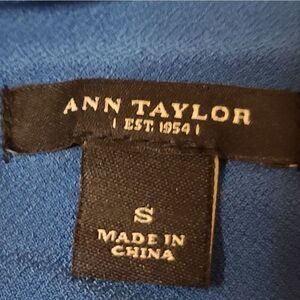 ANN TAYLOR
| EST. 1954 |
S
MADE IN
CHINA